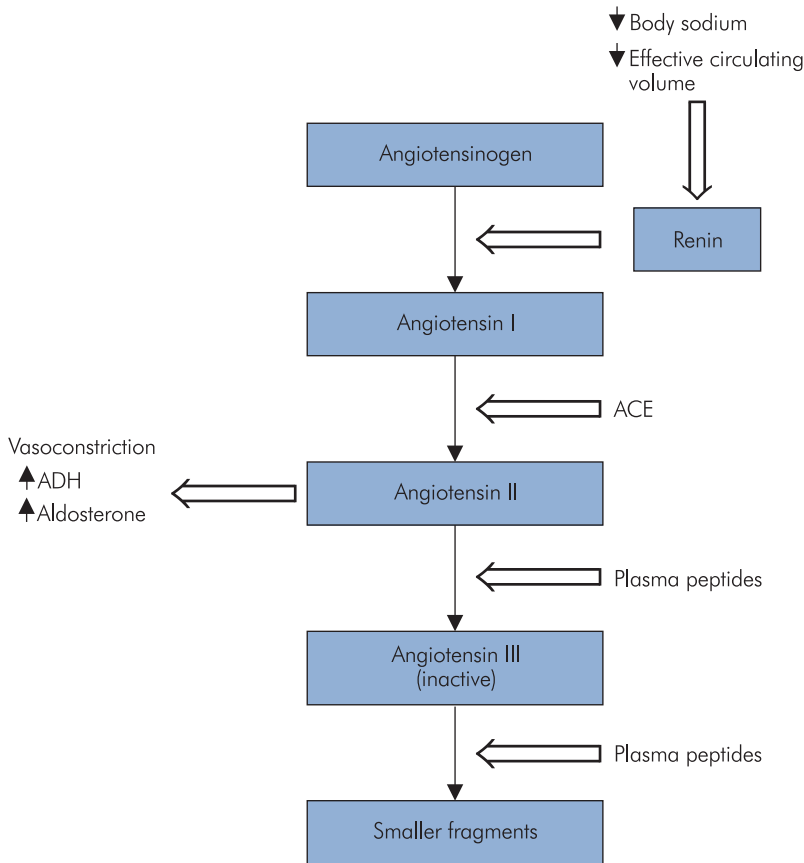 Body sodium
Effective circulating
volume
Angiotensinogen
Renin
Angiotensin I
ACE
Vasoconstriction
ADH
Aldosterone
Angiotensin II
Plasma peptides
Angiotensin III
(inactive)
Plasma peptides
Smaller fragments